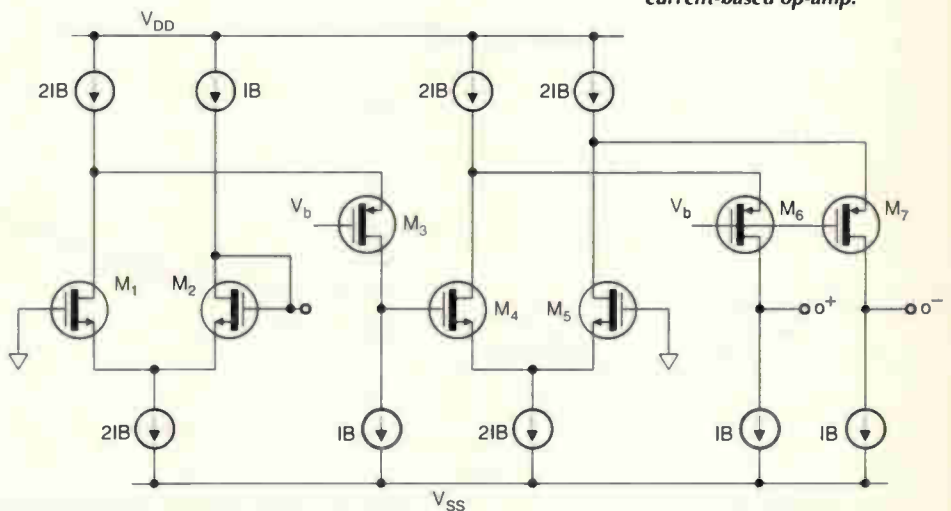 current-based op-amp.
V_DD
2IB
IB
2IB
2IB
V_b
M_3
V_b
M_6
M_7
M_1
M_2
M_4
M_5
o^+
o^-
2IB
IB
2IB
IB
IB
V_SS